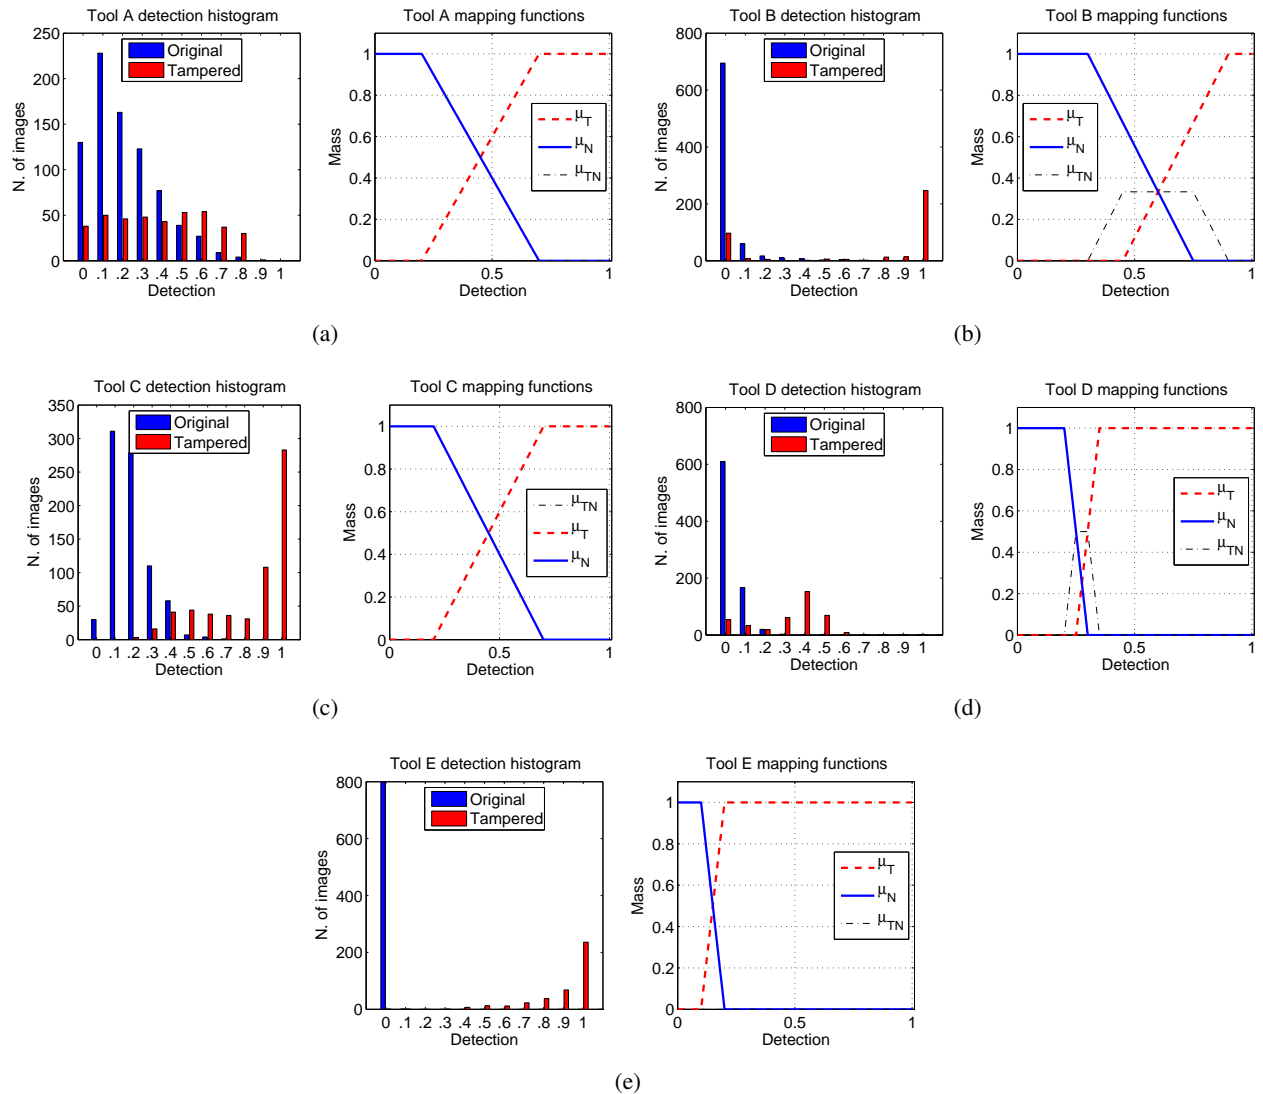 Tool A detection histogram
250
200
150
100
50
0
N. of images
Original
Tampered
0 .1 .2 .3 .4 .5 .6 .7 .8 .9 1
Detection
Tool A mapping functions
1
0.8
0.6
0.4
0.2
0
Mass
μT
μN
μTN
0 0.5 1
Detection
(a)
Tool B detection histogram
800
600
400
200
0
N. of images
Original
Tampered
0 .1 .2 .3 .4 .5 .6 .7 .8 .9 1
Detection
Tool B mapping functions
1
0.8
0.6
0.4
0.2
0
Mass
μT
μN
μTN
0 0.5 1
Detection
(b)
Tool C detection histogram
350
300
250
200
150
100
50
0
N. of images
Original
Tampered
0 .1 .2 .3 .4 .5 .6 .7 .8 .9 1
Detection
Tool C mapping functions
1
0.8
0.6
0.4
0.2
0
Mass
μTN
μT
μN
0 0.5 1
Detection
(c)
Tool D detection histogram
800
600
400
200
0
N. of images
Original
Tampered
0 .1 .2 .3 .4 .5 .6 .7 .8 .9 1
Detection
Tool D mapping functions
1
0.8
0.6
0.4
0.2
0
Mass
μT
μN
μTN
0 0.5 1
Detection
(d)
Tool E detection histogram
800
600
400
200
0
N. of images
Original
Tampered
0 .1 .2 .3 .4 .5 .6 .7 .8 .9 1
Detection
Tool E mapping functions
1
0.8
0.6
0.4
0.2
0
Mass
μT
μN
μTN
0 0.5 1
Detection
(e)